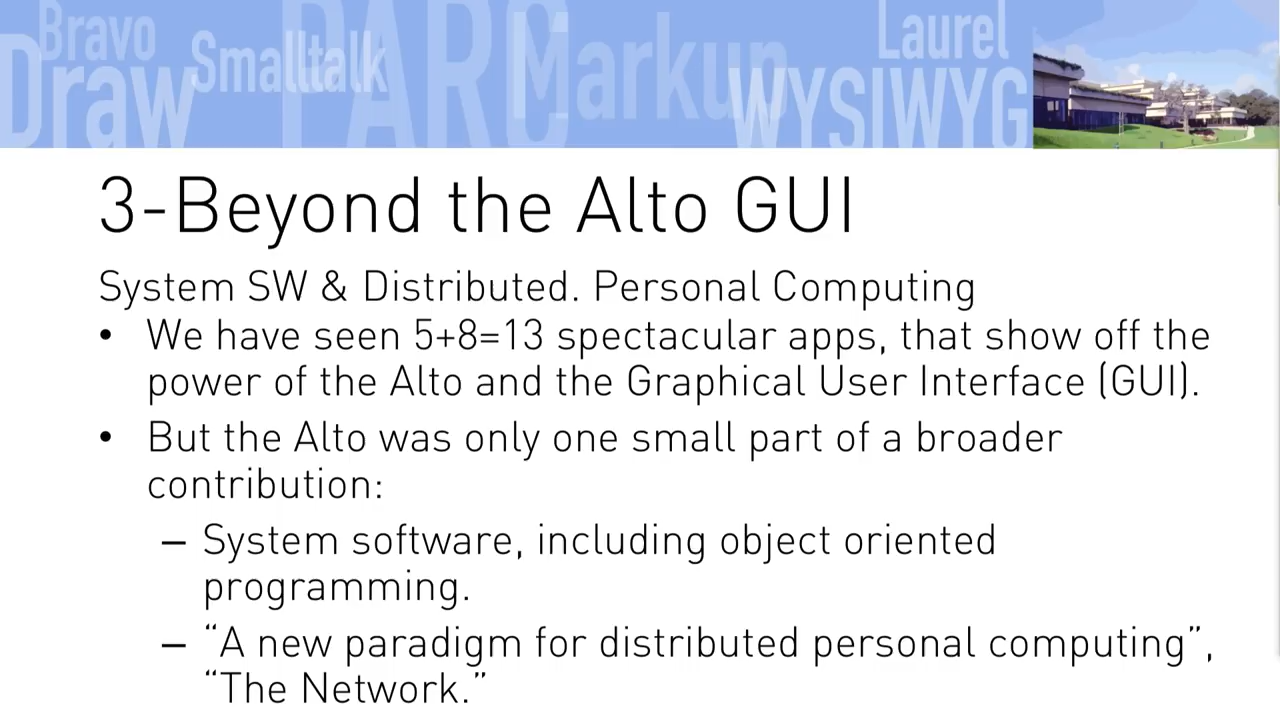 Bravo
Draw
Smalltalk
PARC
Markup
Laurel
WYSIWYG
3-Beyond the Alto GUI
System SW & Distributed. Personal Computing
• We have seen 5+8=13 spectacular apps, that show off the
power of the Alto and the Graphical User Interface (GUI).
• But the Alto was only one small part of a broader
contribution:
– System software, including object oriented
programming.
– “A new paradigm for distributed personal computing”,
“The Network.”